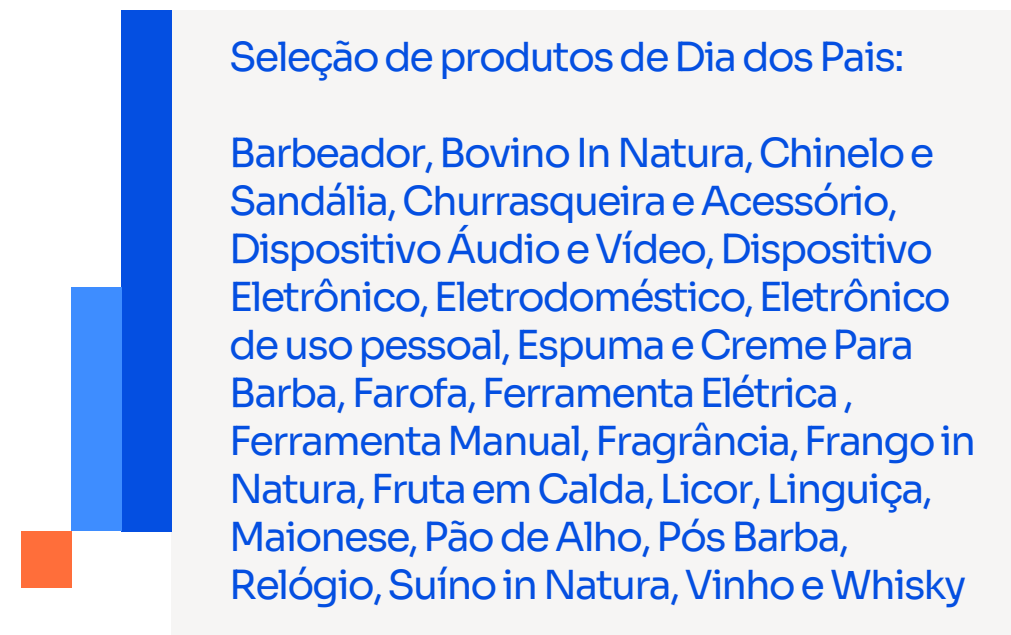 Seleção de produtos de Dia dos Pais:
Barbeador, Bovino In Natura, Chinelo e
Sandália, Churrasqueira e Acessório,
Dispositivo Áudio e Vídeo, Dispositivo
Eletrônico, Eletrodoméstico, Eletrônico
de uso pessoal, Espuma e Creme Para
Barba, Farofa, Ferramenta Elétrica ,
Ferramenta Manual, Fragrância, Frango in
Natura, Fruta em Calda, Licor, Linguiça,
Maionese, Pão de Alho, Pós Barba,
Relógio, Suíno in Natura, Vinho e Whisky